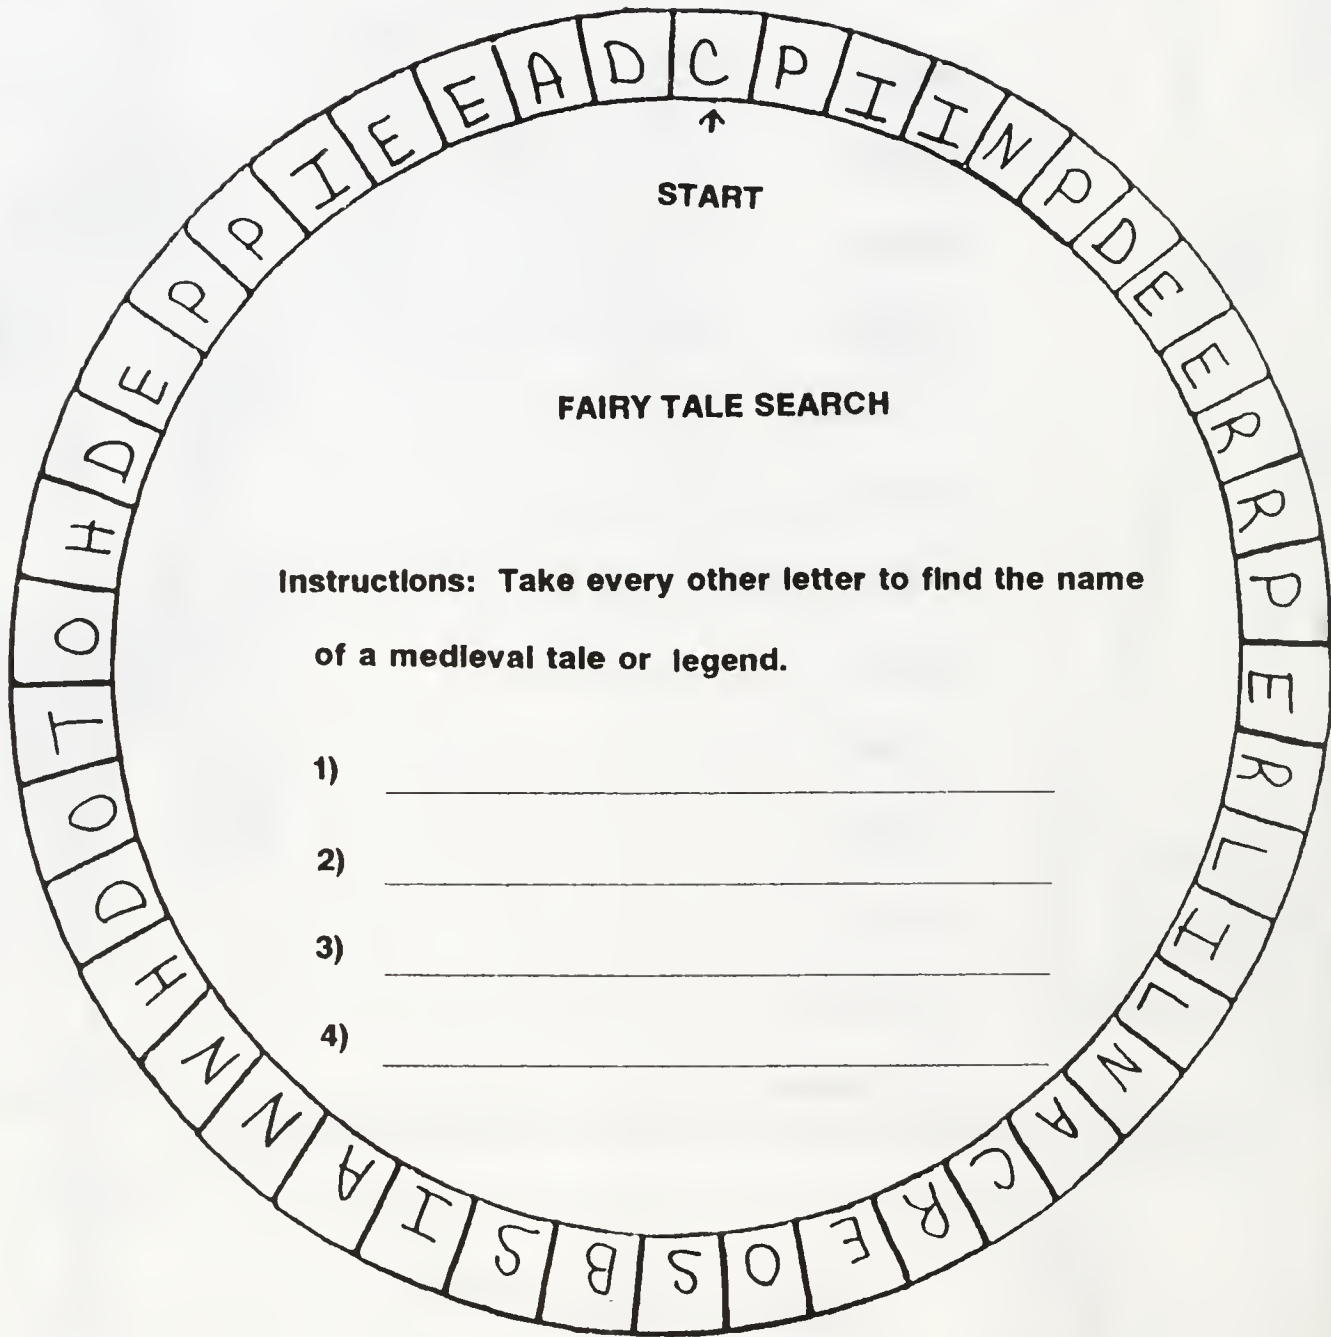 C P I I N P D E E R R P E R L I L N A C R E O S B S I A N N H D O T O H D E P P I E E A D
START
FAIRY TALE SEARCH
Instructions: Take every other letter to find the name
of a medieval tale or legend.
1)
2)
3)
4)